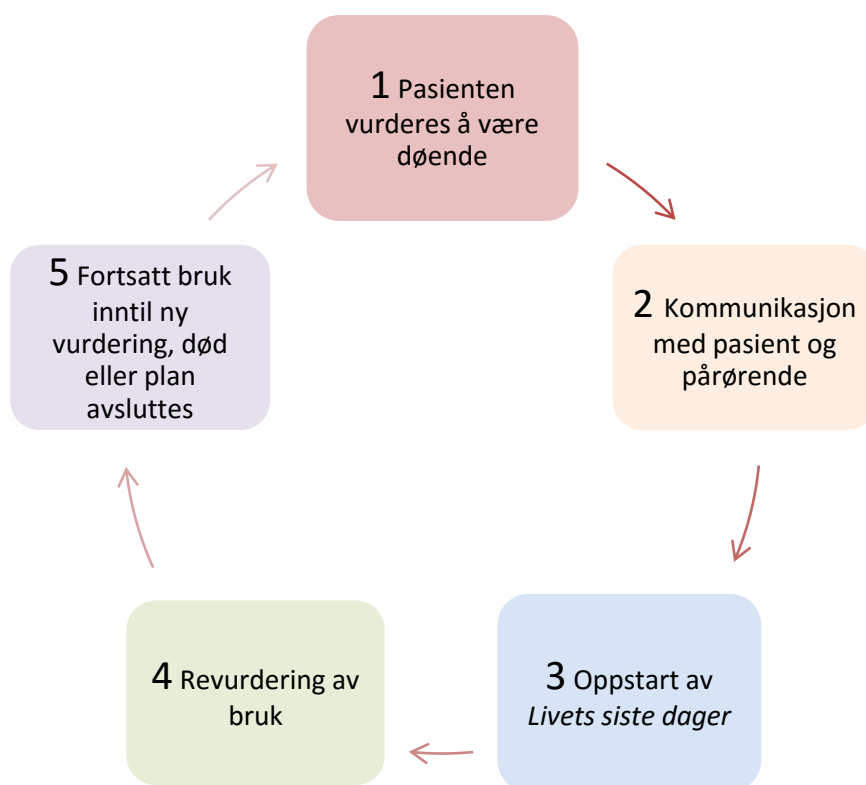 1 Pasienten
vurderes å være
døende
2 Kommunikasjon
med pasient og
pårørende
3 Oppstart av
Livets siste dager
4 Revurdering av
bruk
5 Fortsatt bruk
inntil ny
vurdering, død
eller plan
avsluttes